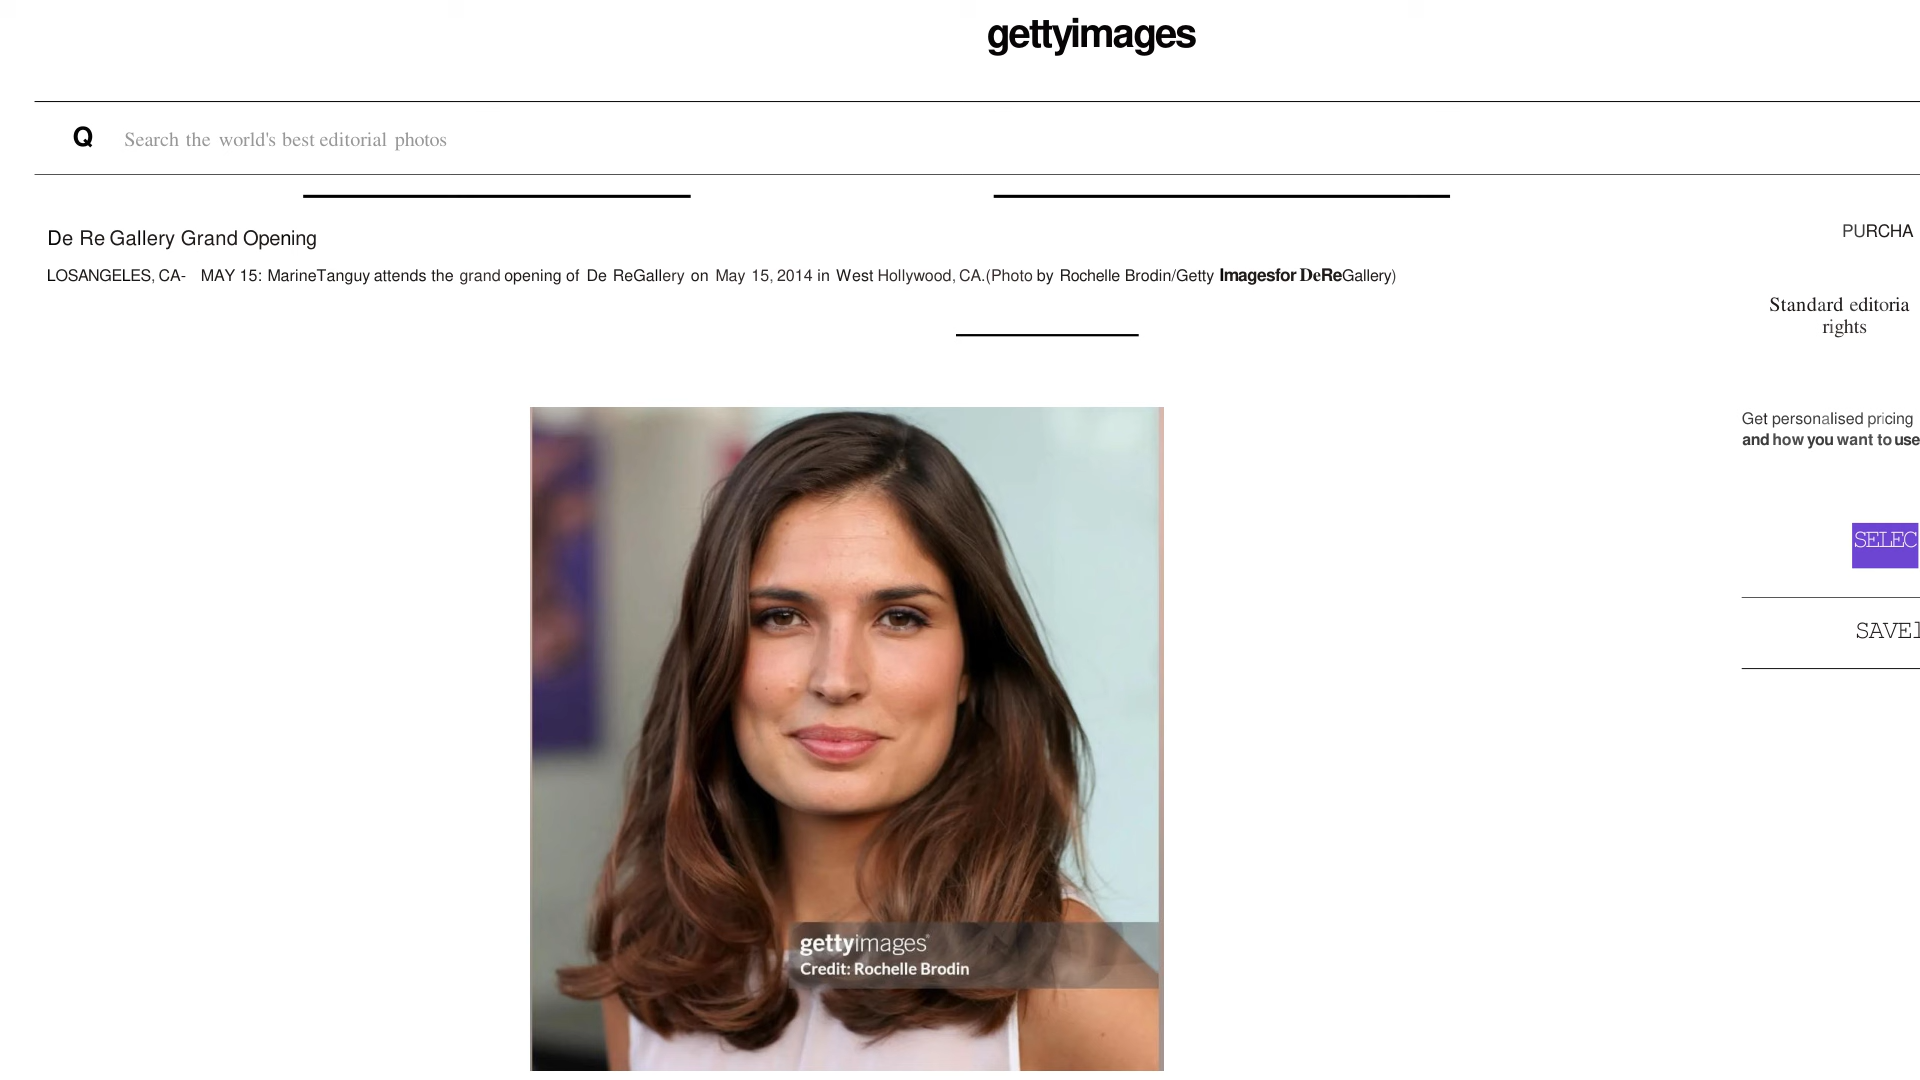 gettyimages
Q Search the world's best editorial photos
De Re Gallery Grand Opening
PURCHA
LOSANGELES, CA- MAY 15: MarineTanguy attends the grand opening of De ReGallery on May 15, 2014 in West Hollywood, CA.(Photo by Rochelle Brodin/Getty Imagesfor DeReGallery)
Standard editoria
rights
Get personalised pricing
and how you want to use
SELEC
SAVE
gettyimages
Credit: Rochelle Brodin